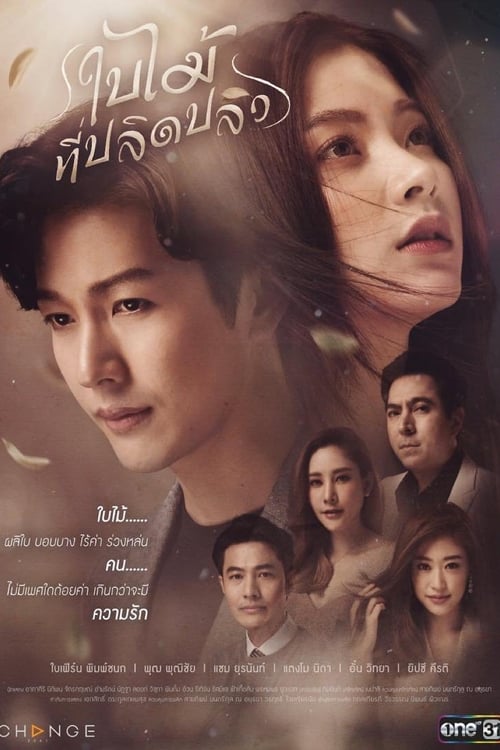 ใบไม้
ที่ปลิดปลิว
ใบไม้......
ผลิใบ บอบบาง ไร้ค่า ร่วงหล่น
คน......
ไม่มีเพศใดด้อยค่า เกินกว่าจะมี
ความรัก
ใบเฟิร์น พิมพ์ชนก | พุฒ พุฒิชัย | แซม ยุรนันท์ | แตงโม นิดา | อั๋น วิทยา | ยิปซี คีรติ
CHANGE
2561
one 31